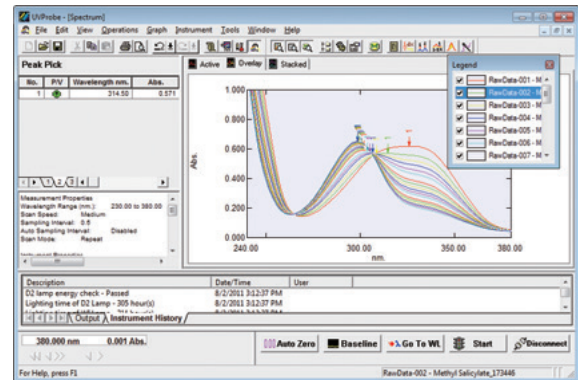 UVProbe - [Spectrum]
File Edit View Operations Graph Instrument Tools Window Help
Peak Pick
No. P/V Wavelength nm. Abs.
1 314.50 0.571
1 2 3 4
Measurement Properties
Wavelength Range (nm.): 230.00 to 380.00
Scan Speed: Medium
Sampling Interval: 0.5
Auto Sampling Interval: Disabled
Scan Mode: Repeat
Active Overlay Stacked
Abs.
1.000
0.800
0.600
0.400
0.200
0.000
240.00 300.00 350.00 380.00
nm.
Legend
RawData-001 - M
RawData-002 - M
RawData-003 - M
RawData-004 - M
RawData-005 - M
RawData-006 - M
RawData-007 - M
Description Date/Time User
D2 lamp energy check - Passed 8/2/2011 3:12:37 PM
Lighting time of D2 Lamp - 305 hour(s) 8/2/2011 3:12:37 PM
Output Instrument History
380.000 nm 0.001 Abs.
Auto Zero Baseline Go To WL Start Disconnect
For Help, press F1 RawData-002 - Methyl Salicylate_173446